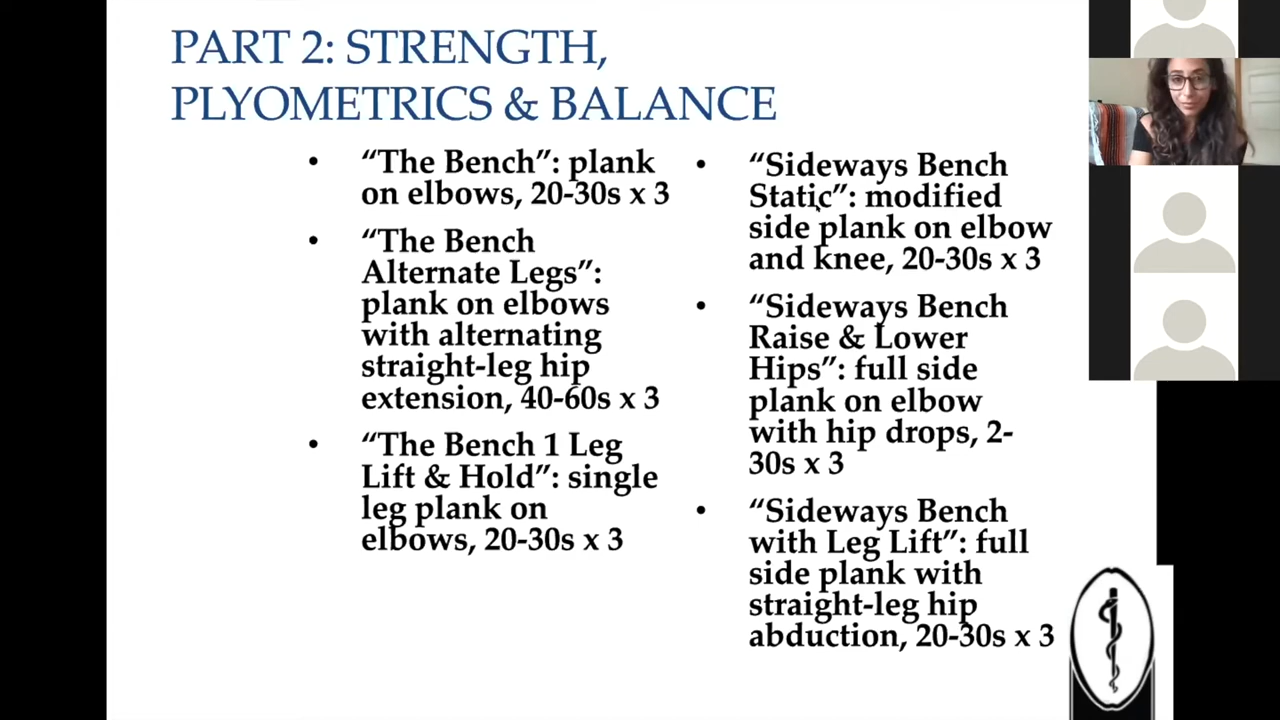 PART 2: STRENGTH,
PLYOMETRICS & BALANCE
• “The Bench”: plank
on elbows, 20-30s x 3
• “The Bench
Alternate Legs”:
plank on elbows
with alternating
straight-leg hip
extension, 40-60s x 3
• “The Bench 1 Leg
Lift & Hold”: single
leg plank on
elbows, 20-30s x 3
• “Sideways Bench
Static”: modified
side plank on elbow
and knee, 20-30s x 3
• “Sideways Bench
Raise & Lower
Hips”: full side
plank on elbow
with hip drops, 2-
30s x 3
• “Sideways Bench
with Leg Lift”: full
side plank with
straight-leg hip
abduction, 20-30s x 3